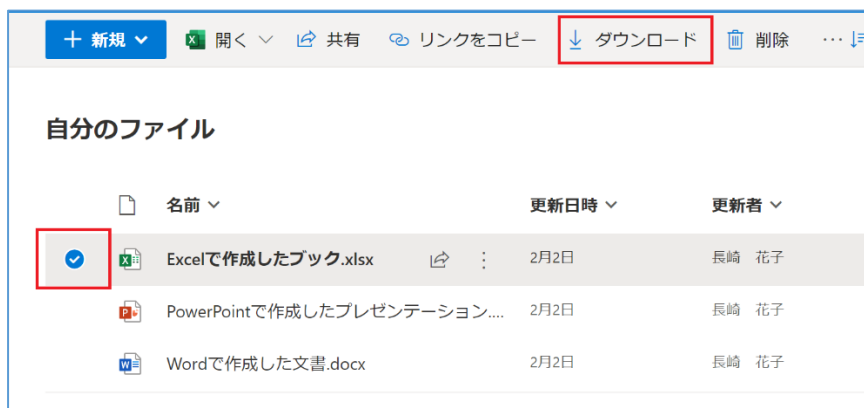 新規 開く 共有 リンクをコピー ダウンロード 削除 ...
自分のファイル
名前 更新日時 更新者
Excelで作成したブック.xlsx 2月2日 長崎 花子
PowerPointで作成したプレゼンテーション.... 2月2日 長崎 花子
Wordで作成した文書.docx 2月2日 長崎 花子